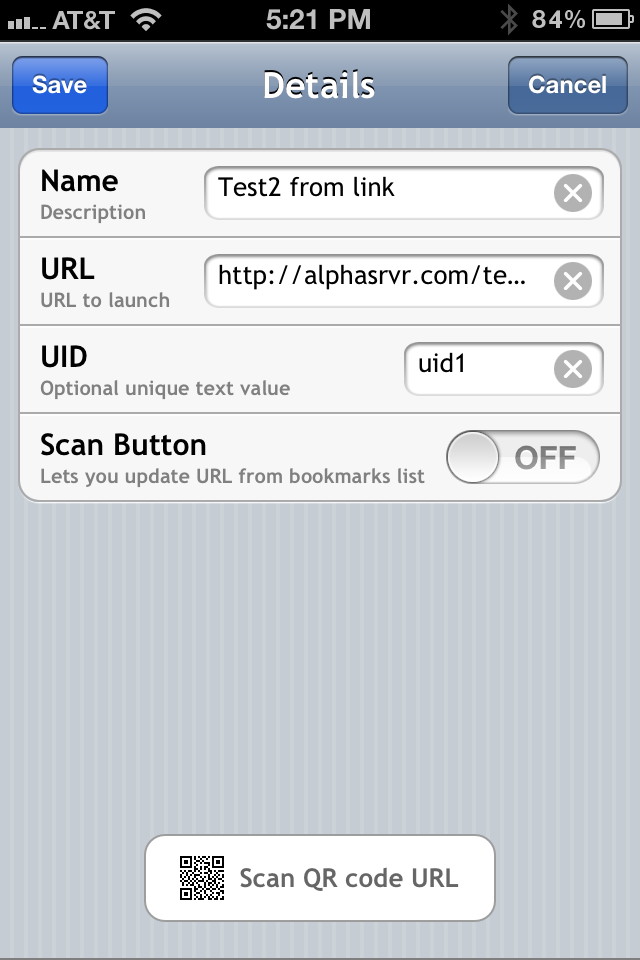 AT&T 5:21 PM 84%
Save Details Cancel
Name Test2 from link
Description
URL http://alphasrvr.com/te...
URL to launch
UID uid1
Optional unique text value
Scan Button OFF
Lets you update URL from bookmarks list
Scan QR code URL